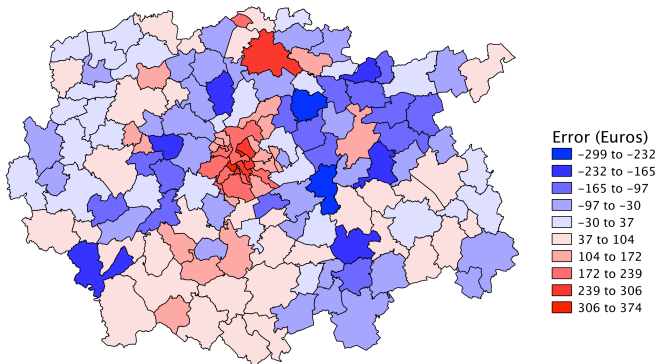 Error (Euros)
−299 to −232
−232 to −165
−165 to −97
−97 to −30
−30 to 37
37 to 104
104 to 172
172 to 239
239 to 306
306 to 374